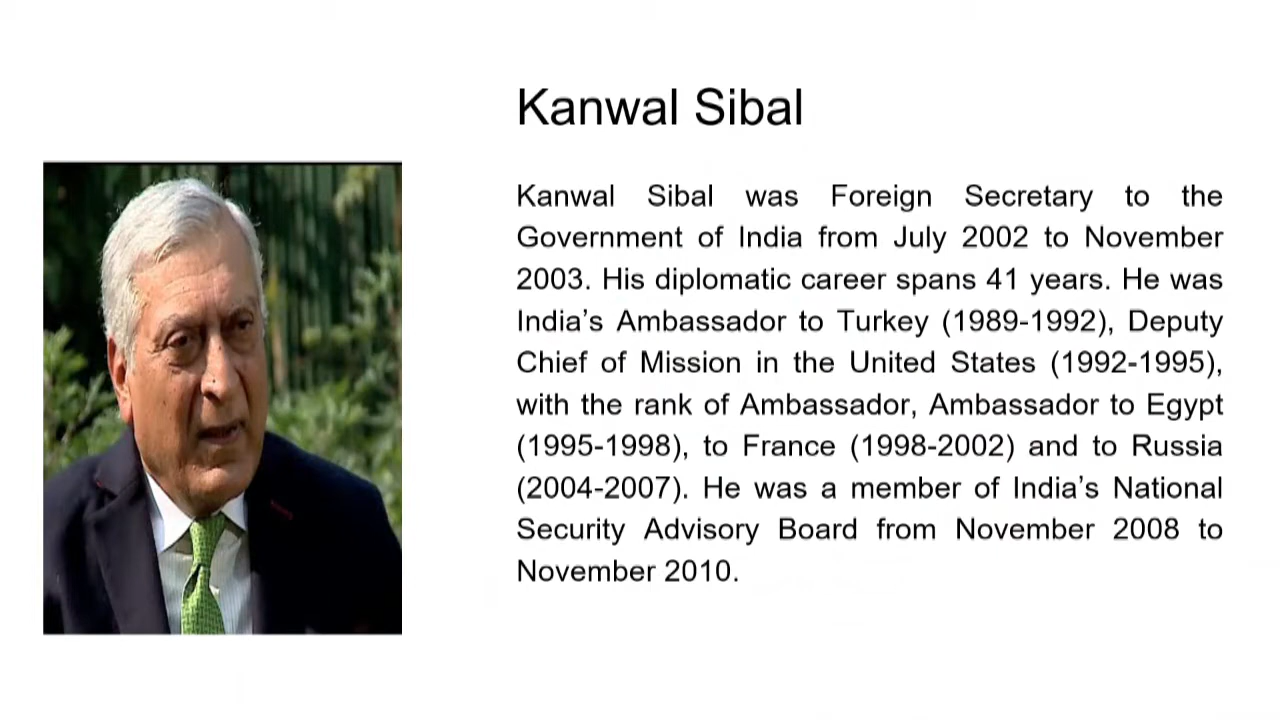 Kanwal Sibal
Kanwal Sibal was Foreign Secretary to the
Government of India from July 2002 to November
2003. His diplomatic career spans 41 years. He was
India’s Ambassador to Turkey (1989-1992), Deputy
Chief of Mission in the United States (1992-1995),
with the rank of Ambassador, Ambassador to Egypt
(1995-1998), to France (1998-2002) and to Russia
(2004-2007). He was a member of India’s National
Security Advisory Board from November 2008 to
November 2010.